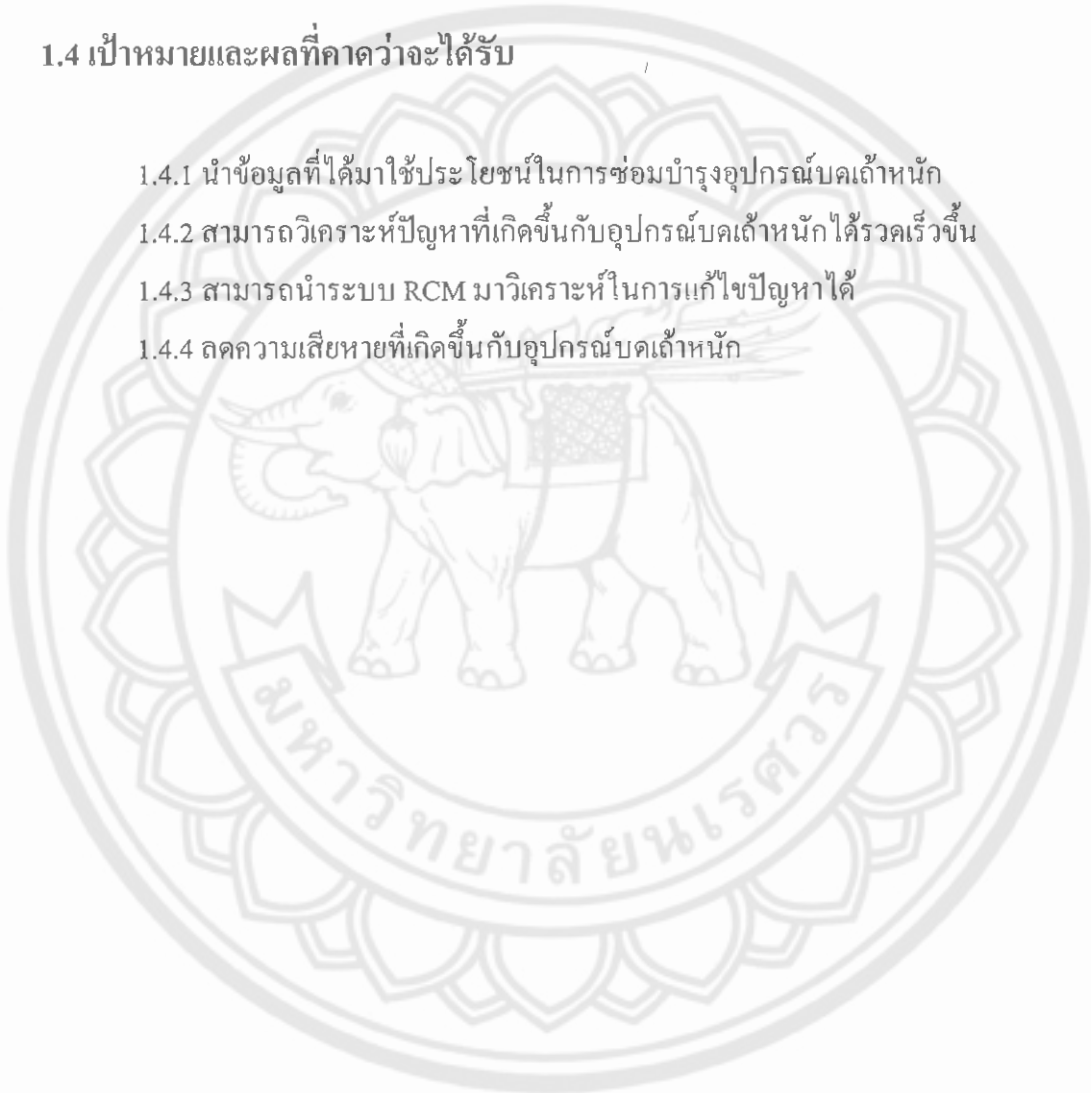 1.4 เป้าหมายและผลที่คาดว่าจะได้รับ
1.4.1 นำข้อมูลที่ได้มาใช้ประโยชน์ในการซ่อมบำรุงอุปกรณ์บดเถ้าหนัก
1.4.2 สามารถวิเคราะห์ปัญหาที่เกิดขึ้นกับอุปกรณ์บดเถ้าหนักได้รวดเร็วขึ้น
1.4.3 สามารถนำระบบ RCM มาวิเคราะห์ในการแก้ไขปัญหาได้
1.4.4 ลดความเสียหายที่เกิดขึ้นกับอุปกรณ์บดเถ้าหนัก
มหาวิทยาลัยนเรศวร